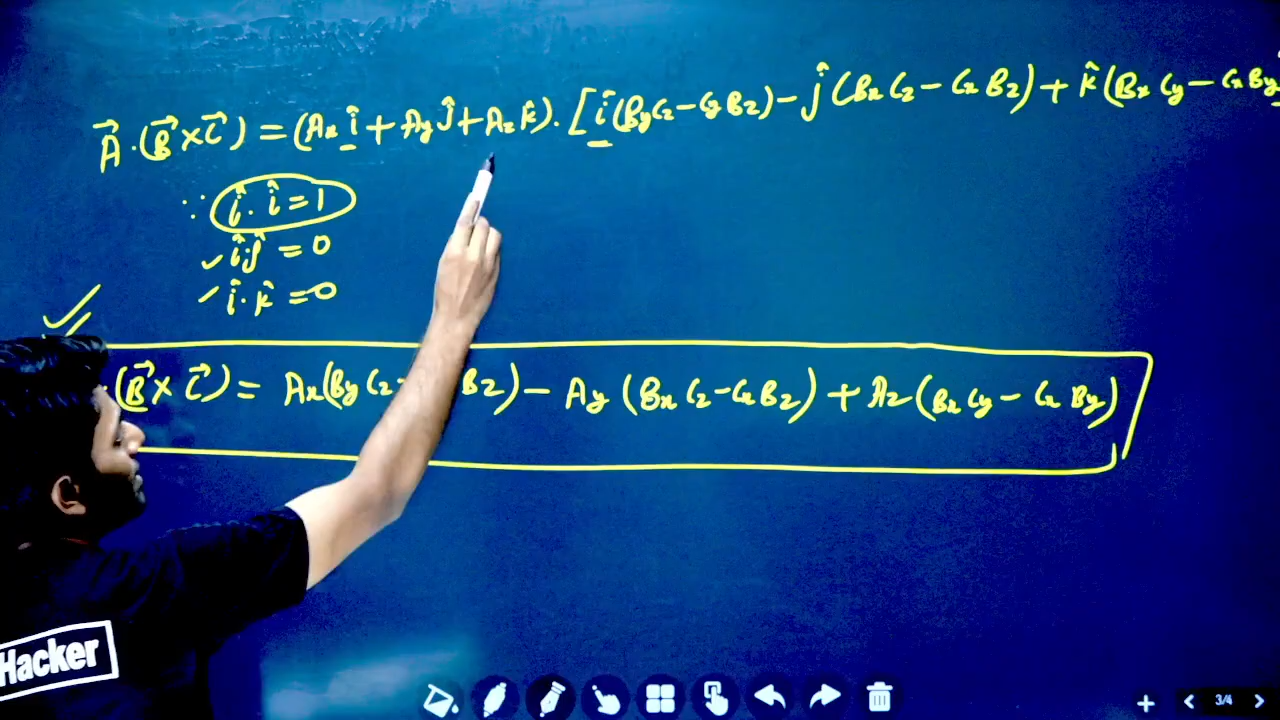 A⃗ · (B⃗ × C⃗) = (Ax î + Ay ĵ + Az k̂) · [î (By Cz − Cy Bz) − ĵ (Bx Cz − Cx Bz) + k̂ (Bx Cy − Cx By
∵ î · î = 1
✓ î · ĵ = 0
✓ î · k̂ = 0
· (B⃗ × C⃗) = Ax (By Cz − Bz) − Ay (Bx Cz − Cx Bz) + Az (Bx Cy − Cx By)
Hacker
3/4